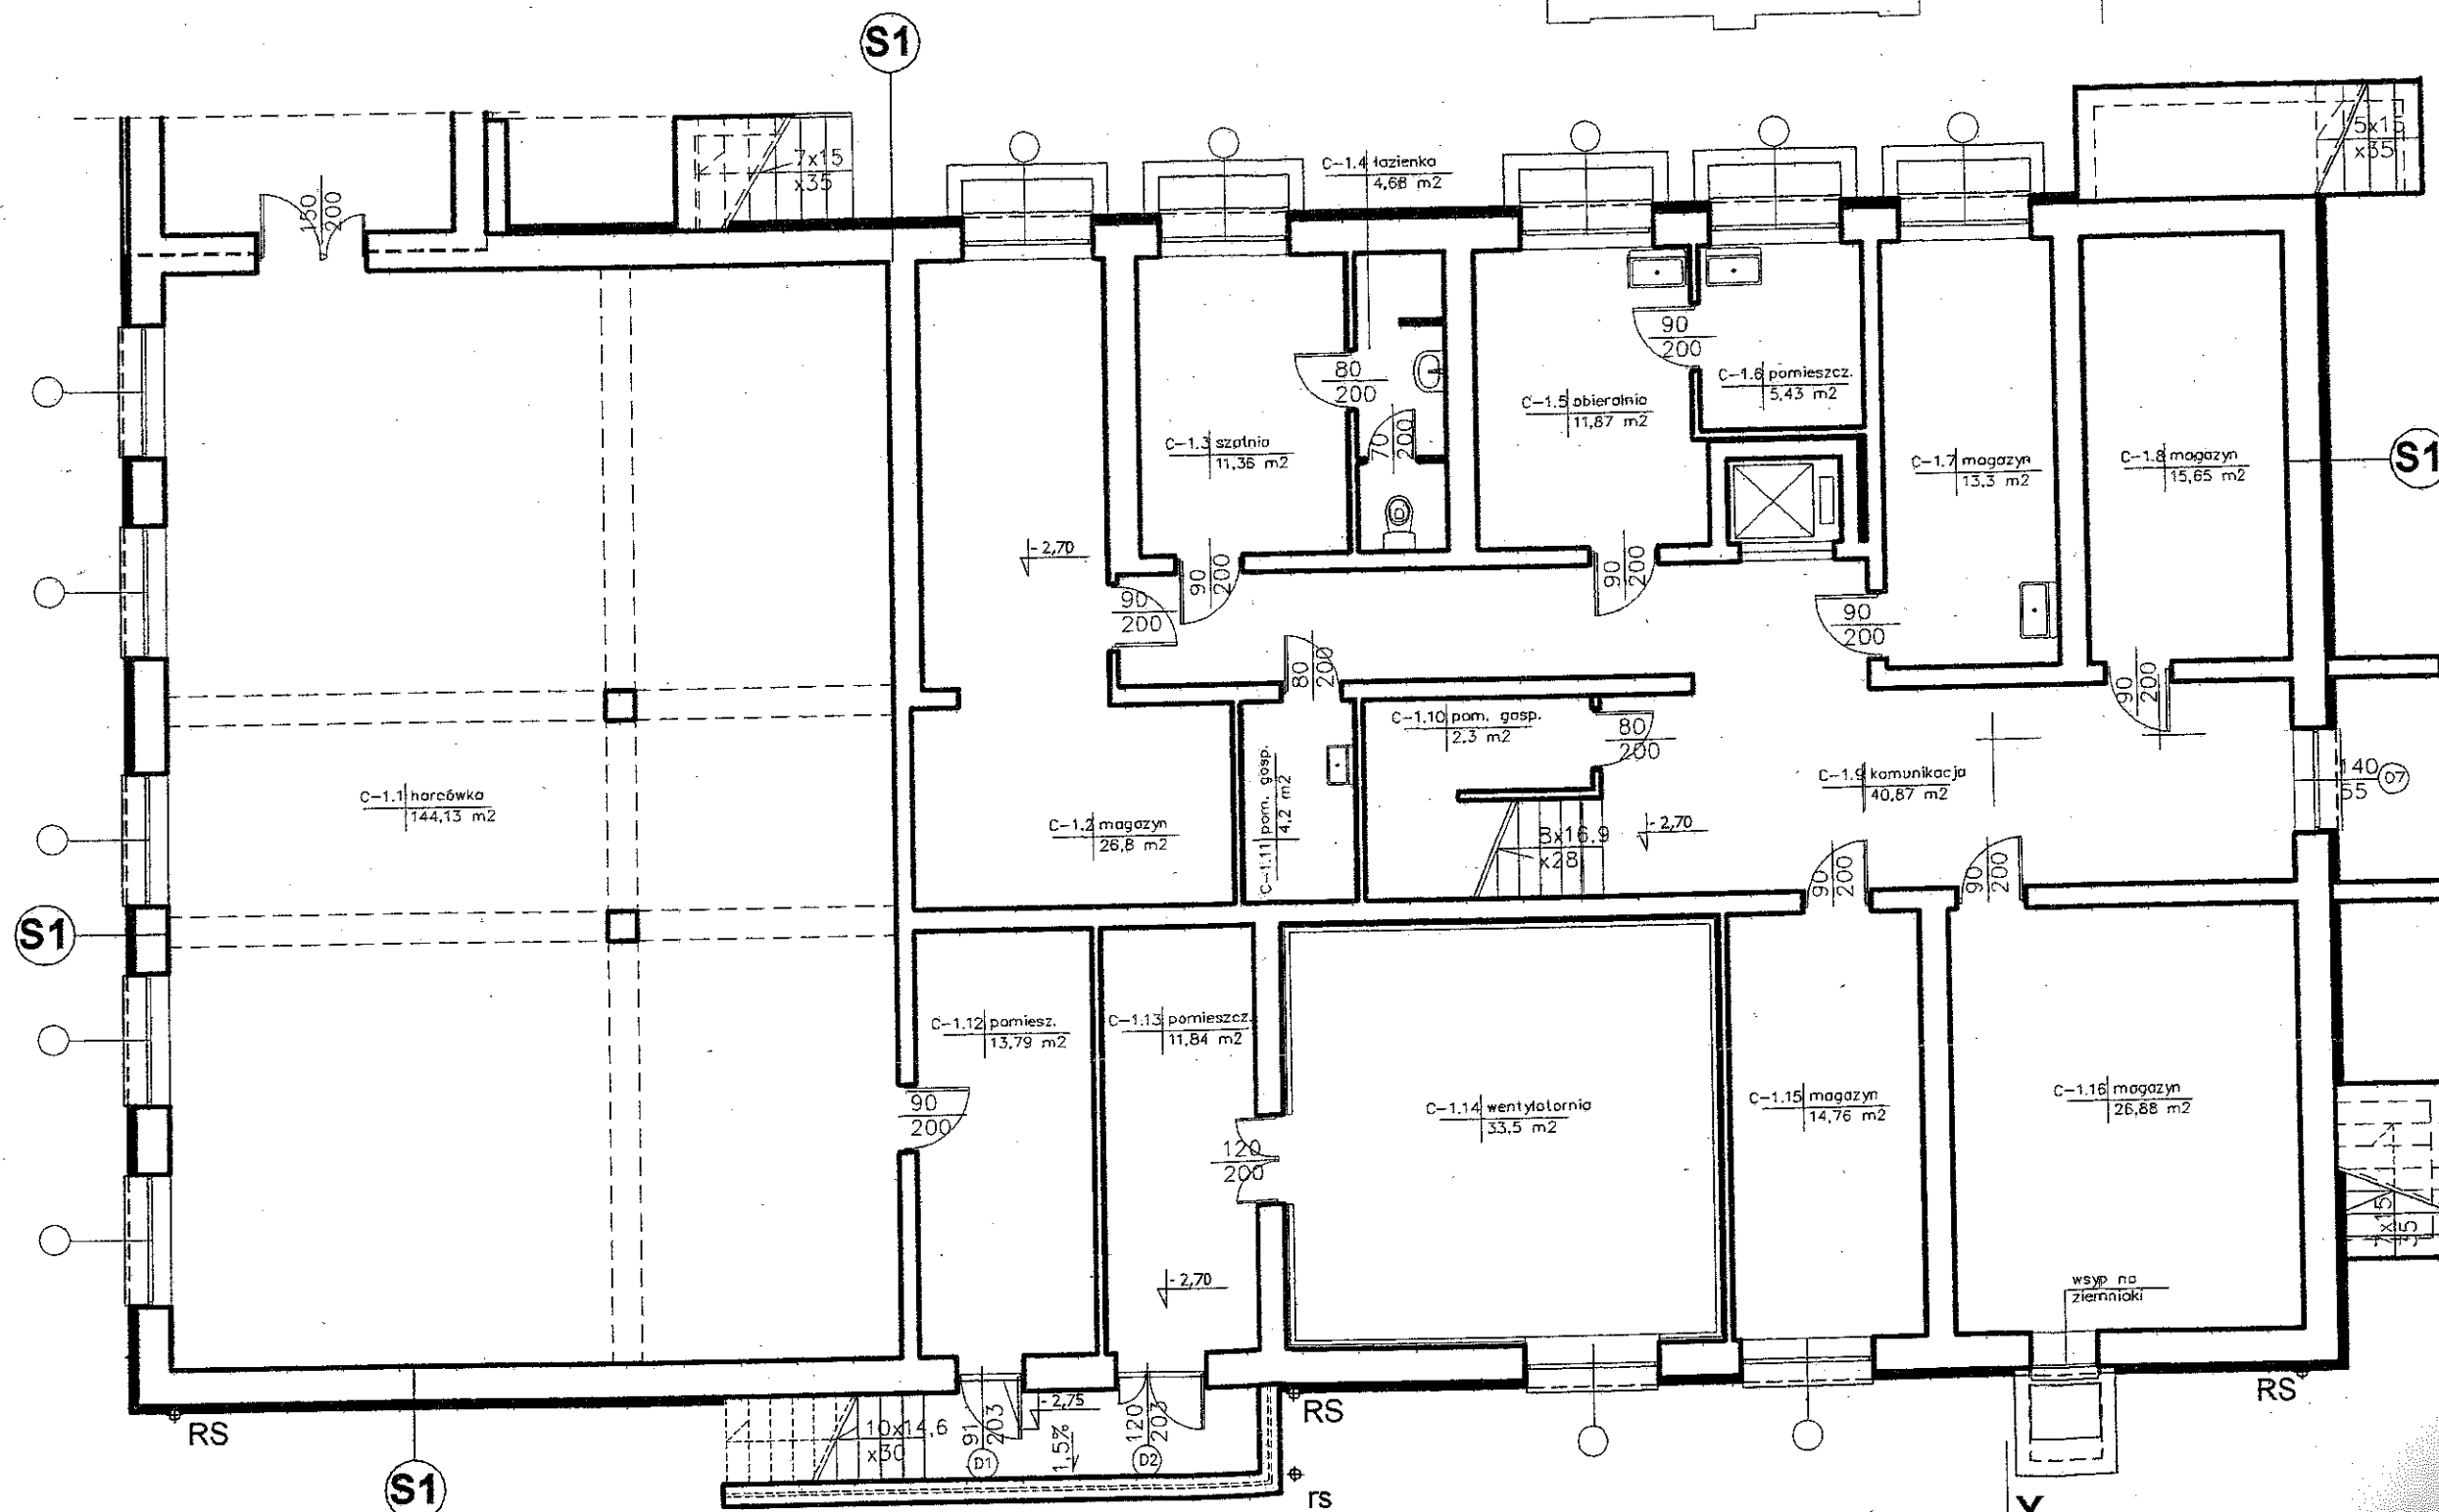 S1
7x15
x35
5x15
x35
150
200
C-1.4 łazienka
4,68 m2
90
200
80
200
C-1.6 pomieszcz.
5,43 m2
C-1.5 obieralnia
11,87 m2
C-1.3 szatnia
11,36 m2
70
200
C-1.7 magazyn
13,3 m2
C-1.8 magazyn
15,65 m2
S1
-2,70
90
200
90
200
90
200
90
200
80
200
90
200
C-1.10 pom. gosp.
2,3 m2
80
200
C-1.11 pom. gosp.
4,2 m2
C-1.1 harcówka
144,13 m2
C-1.9 komunikacja
40,87 m2
140
55
D7
C-1.2 magazyn
26,8 m2
8x16,9
x28
-2,70
90
200
90
200
S1
C-1.12 pomiesz.
13,79 m2
C-1.13 pomieszcz.
11,84 m2
90
200
C-1.14 wentylatornia
33,5 m2
C-1.15 magazyn
14,76 m2
C-1.16 magazyn
26,88 m2
120
200
7x15
-2,70
wsyp na
ziemniaki
RS
10x14,6
x30
91
203
D1
-2,75
1,5%
120
203
D2
RS
RS
S1
rs
Y